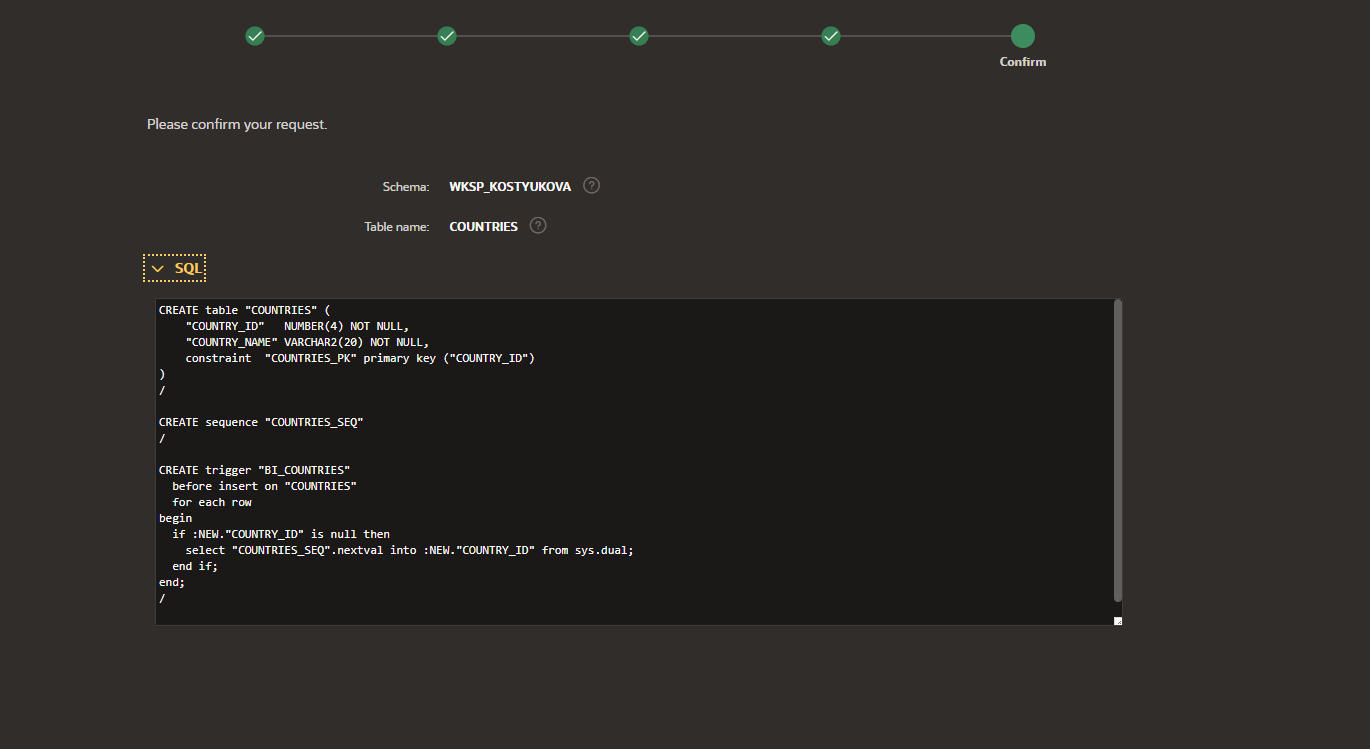 Confirm
Please confirm your request.
Schema: WKSP_KOSTYUKOVA ?
Table name: COUNTRIES ?
SQL
CREATE table "COUNTRIES" (
    "COUNTRY_ID"   NUMBER(4) NOT NULL,
    "COUNTRY_NAME" VARCHAR2(20) NOT NULL,
    constraint  "COUNTRIES_PK" primary key ("COUNTRY_ID")
)
/

CREATE sequence "COUNTRIES_SEQ"
/

CREATE trigger "BI_COUNTRIES"
  before insert on "COUNTRIES"
  for each row
begin
  if :NEW."COUNTRY_ID" is null then
    select "COUNTRIES_SEQ".nextval into :NEW."COUNTRY_ID" from sys.dual;
  end if;
end;
/